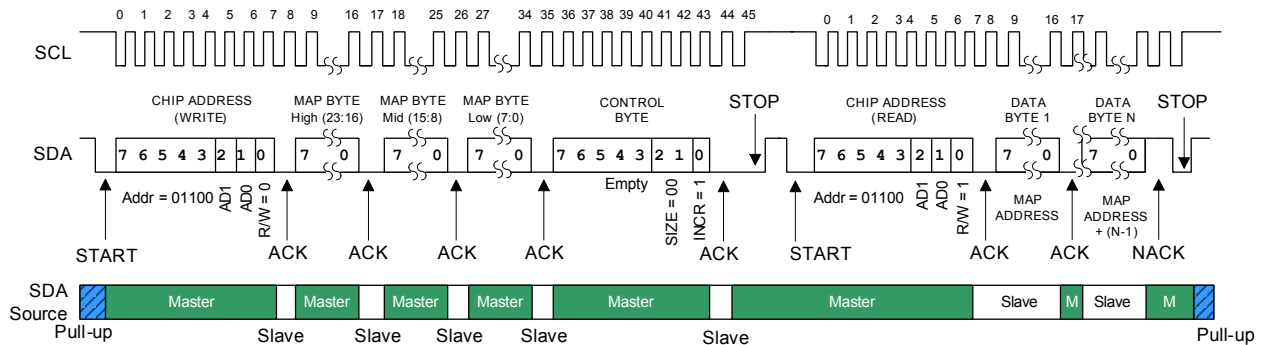 0 1 2 3 4 5 6 7 8 9 16 17 18 25 26 27 34 35 36 37 38 39 40 41 42 43 44 45 0 1 2 3 4 5 6 7 8 9 16 17
SCL
CHIP ADDRESS
(WRITE)
MAP BYTE
High (23:16)
MAP BYTE
Mid (15:8)
MAP BYTE
Low (7:0)
CONTROL
BYTE
STOP
CHIP ADDRESS
(READ)
DATA
BYTE 1
DATA
BYTE N
STOP
SDA
7 6 5 4 3 2 1 0
7 0
7 0
7 0
7 6 5 4 3 2 1 0
7 6 5 4 3 2 1 0
7 0
7 0
Addr = 01100
AD1
AD0
R/W = 0
Empty
SIZE = 00
INCR = 1
Addr = 01100
AD1
AD0
R/W = 1
MAP
ADDRESS
MAP
ADDRESS
+ (N-1)
START
ACK
ACK
ACK
ACK
ACK
START
ACK
ACK
NACK
SDA
Source
Master
Master
Master
Master
Master
Master
Slave
M
Slave
M
Pull-up
Slave
Slave
Slave
Slave
Slave
Pull-up